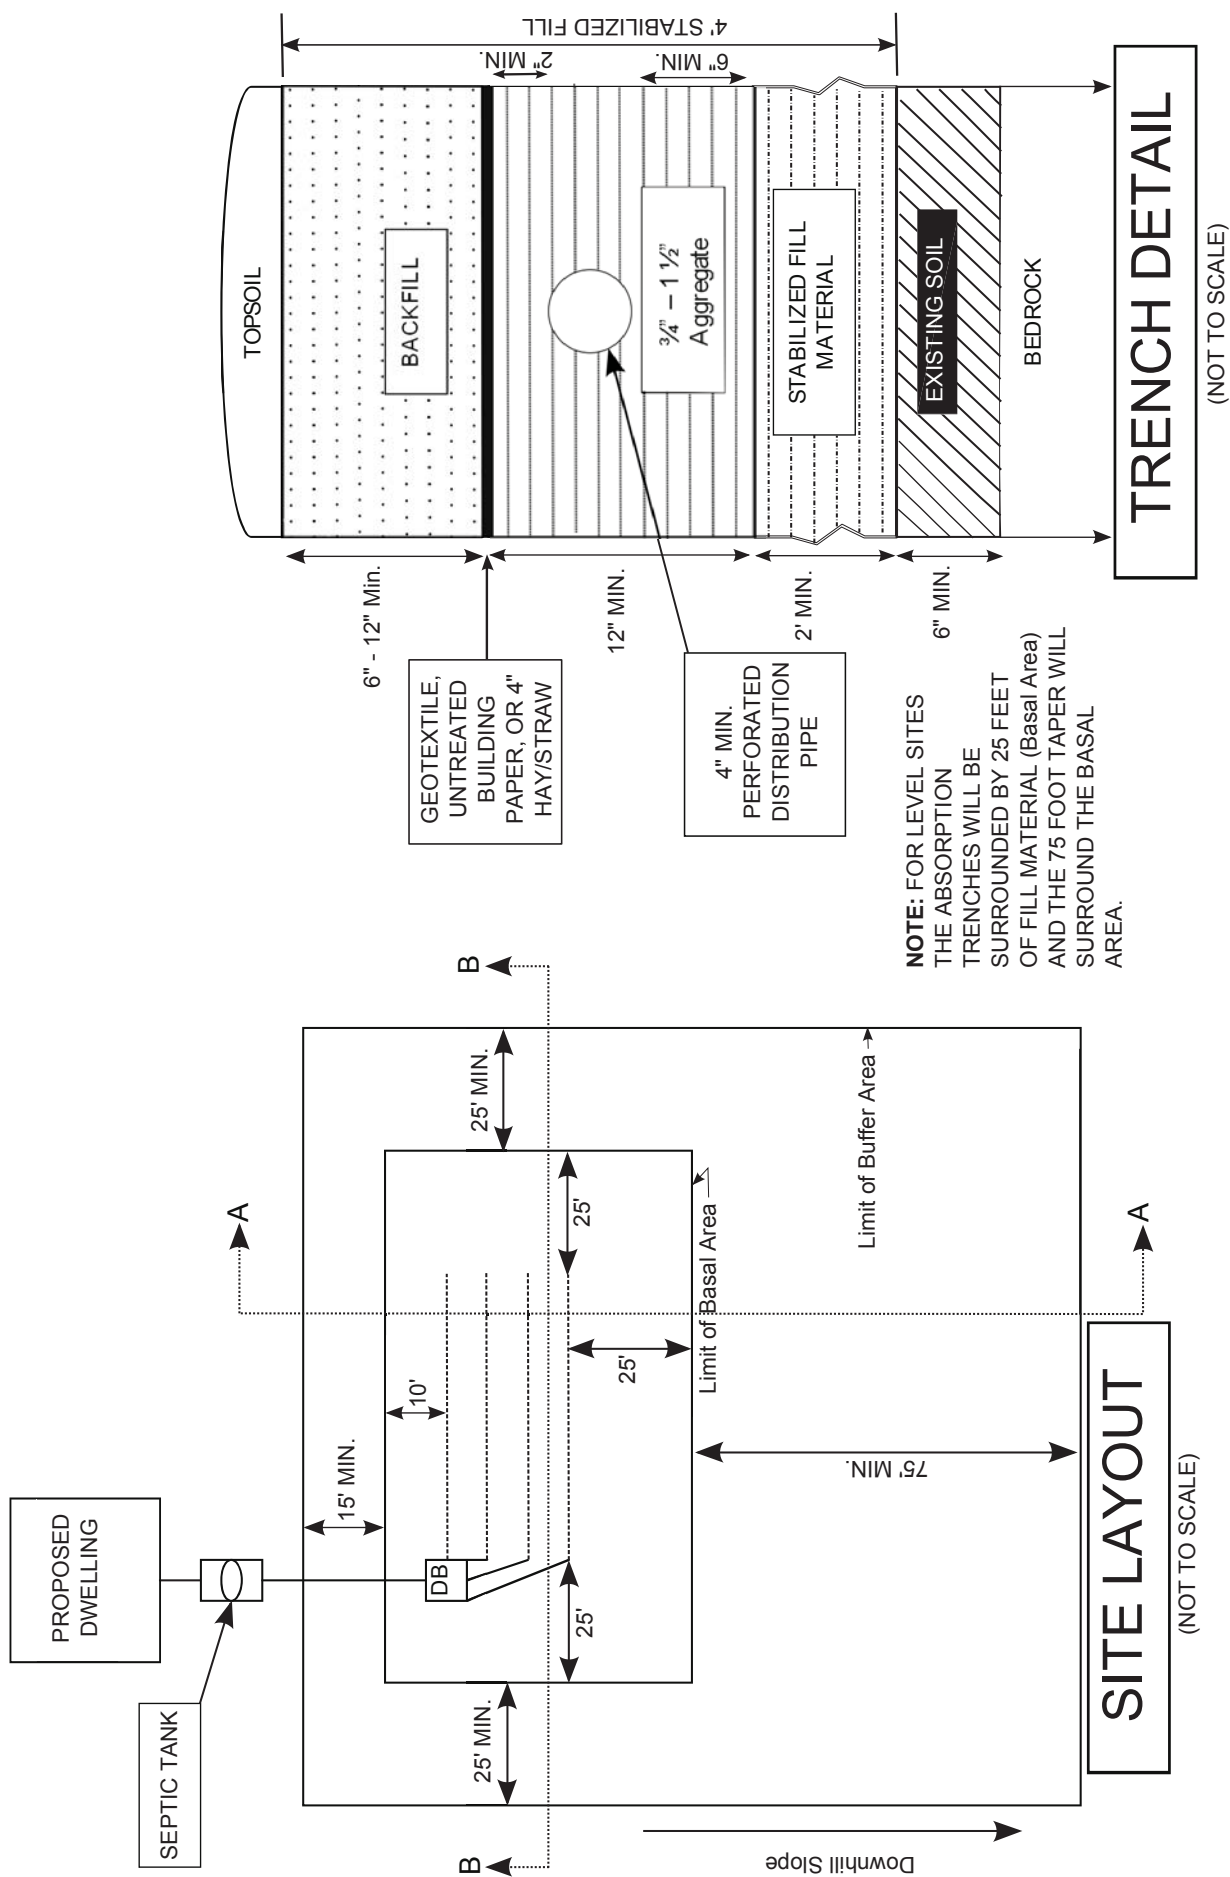 PROPOSED
DWELLING
SEPTIC TANK
15' MIN.
10'
DB
A
B
B
25' MIN.
25' MIN.
25'
25'
25'
Limit of Basal Area
75' MIN.
Limit of Buffer Area
A
Downhill Slope
SITE LAYOUT
(NOT TO SCALE)
TOPSOIL
6" - 12" Min.
BACKFILL
GEOTEXTILE,
UNTREATED
BUILDING
PAPER, OR 4"
HAY/STRAW
2" MIN.
4' STABILIZED FILL
12" MIN.
6" MIN.
¾" – 1 ½"
Aggregate
4" MIN.
PERFORATED
DISTRIBUTION
PIPE
2' MIN.
STABILIZED FILL
MATERIAL
6" MIN.
EXISTING SOIL
BEDROCK
NOTE: FOR LEVEL SITES
THE ABSORPTION
TRENCHES WILL BE
SURROUNDED BY 25 FEET
OF FILL MATERIAL (Basal Area)
AND THE 75 FOOT TAPER WILL
SURROUND THE BASAL
AREA.
TRENCH DETAIL
(NOT TO SCALE)